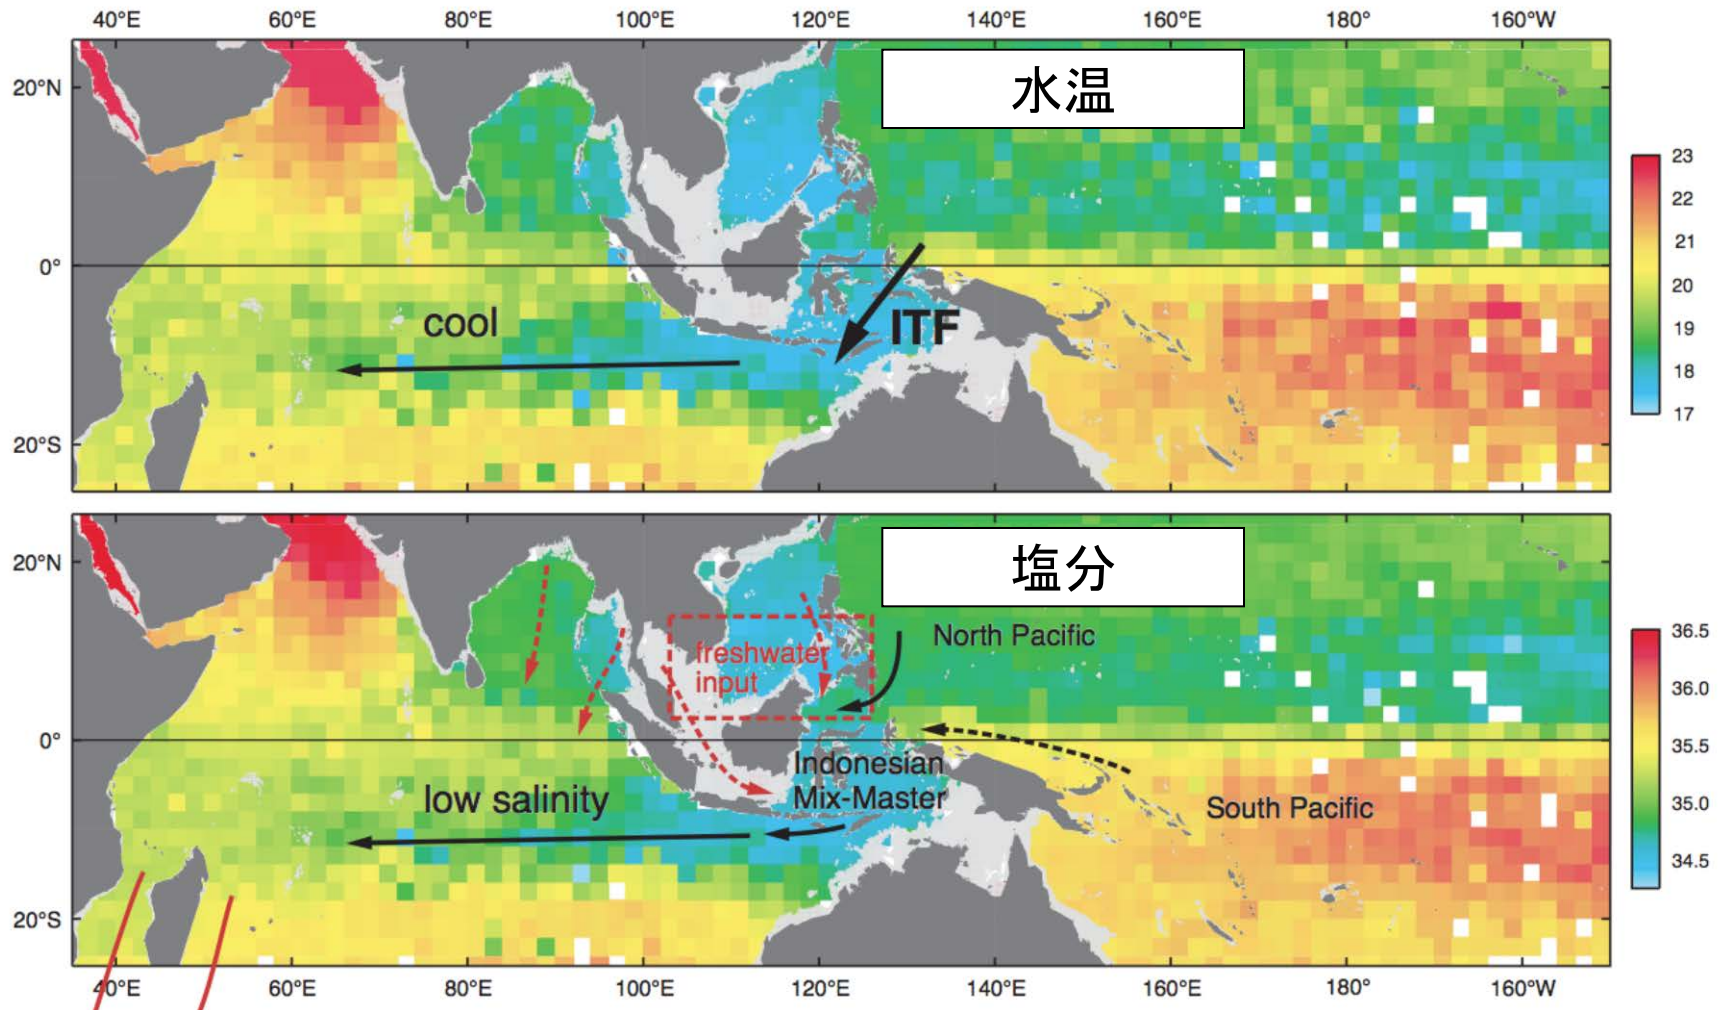 40°E 60°E 80°E 100°E 120°E 140°E 160°E 180° 160°W
水温
20°N
0°
20°S
cool
ITF
23
22
21
20
19
18
17
塩分
20°N
0°
20°S
North Pacific
freshwater
input
Indonesian
Mix-Master
low salinity
South Pacific
36.5
36.0
35.5
35.0
34.5
40°E 60°E 80°E 100°E 120°E 140°E 160°E 180° 160°W